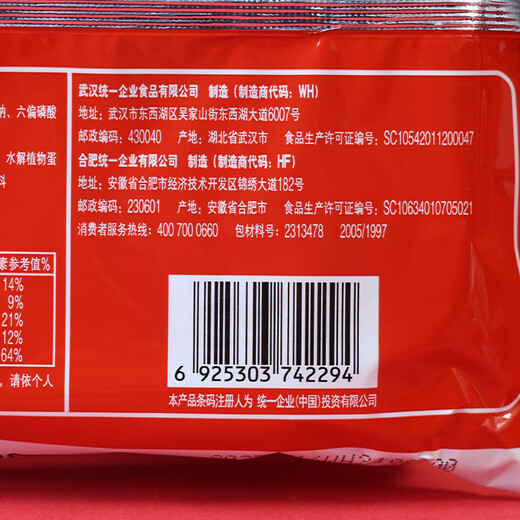 武汉统一企业食品有限公司 制造（制造商代码：WH）
地址：武汉市东西湖区吴家山街东西湖大道6007号
邮政编码：430040 产地：湖北省武汉市 食品生产许可证编号：SC10542011200047
合肥统一企业有限公司 制造（制造商代码：HF）
地址：安徽省合肥市经济技术开发区锦绣大道182号
邮政编码：230601 产地：安徽省合肥市 食品生产许可证编号：SC10634010705021
消费者服务热线：400 700 0660 包材料号：2313478 2005/1997
、六偏磷酸
水解植物蛋
料
素参考值%
14%
9%
21%
12%
64%
，请依个人
6 925303 742294
本产品条码注册人为 统一企业(中国)投资有限公司